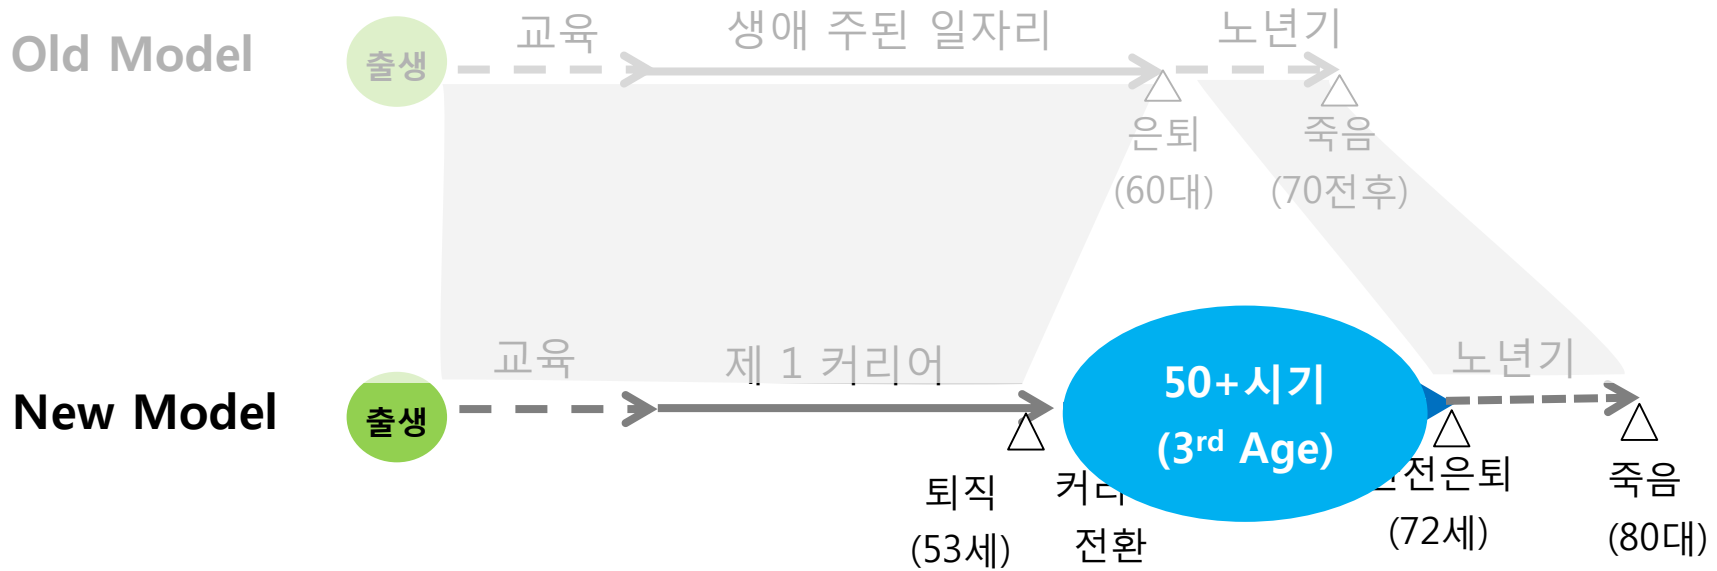 Old Model
출생
교육
생애 주된 일자리
노년기
은퇴
(60대)
죽음
(70전후)
New Model
출생
교육
제 1 커리어
50+시기
(3rd Age)
노년기
퇴직
(53세)
전환
(72세)
죽음
(80대)